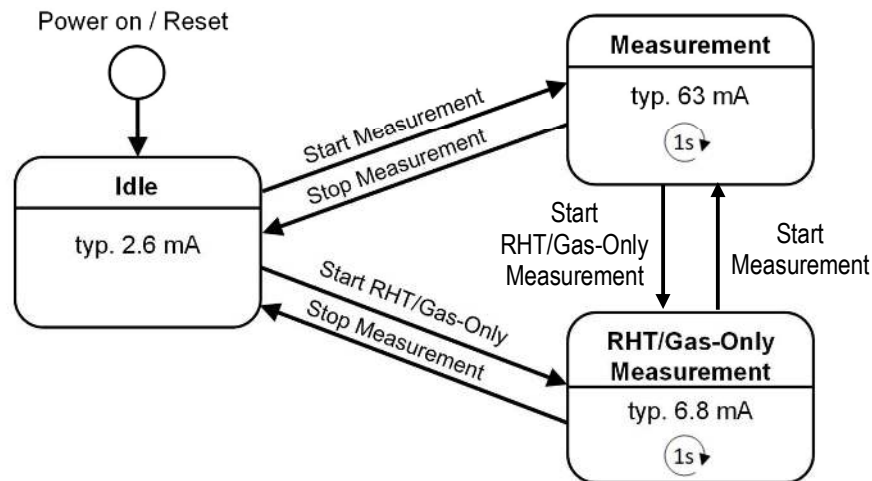 Power on / Reset
Measurement
typ. 63 mA
1s
Start Measurement
Stop Measurement
Idle
typ. 2.6 mA
Start
RHT/Gas-Only
Measurement
Start
Measurement
Start RHT/Gas-Only
Stop Measurement
RHT/Gas-Only
Measurement
typ. 6.8 mA
1s